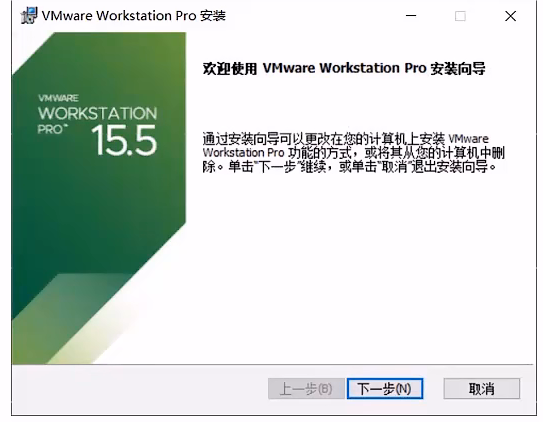 VMware Workstation Pro 安装
欢迎使用 VMware Workstation Pro 安装向导
VMWARE
WORKSTATION
PRO™
15.5
通过安装向导可以更改在您的计算机上安装 VMware
Workstation Pro 功能的方式，或将其从您的计算机中删
除。单击“下一步”继续，或单击“取消”退出安装向导。
上一步(B)
下一步(N)
取消